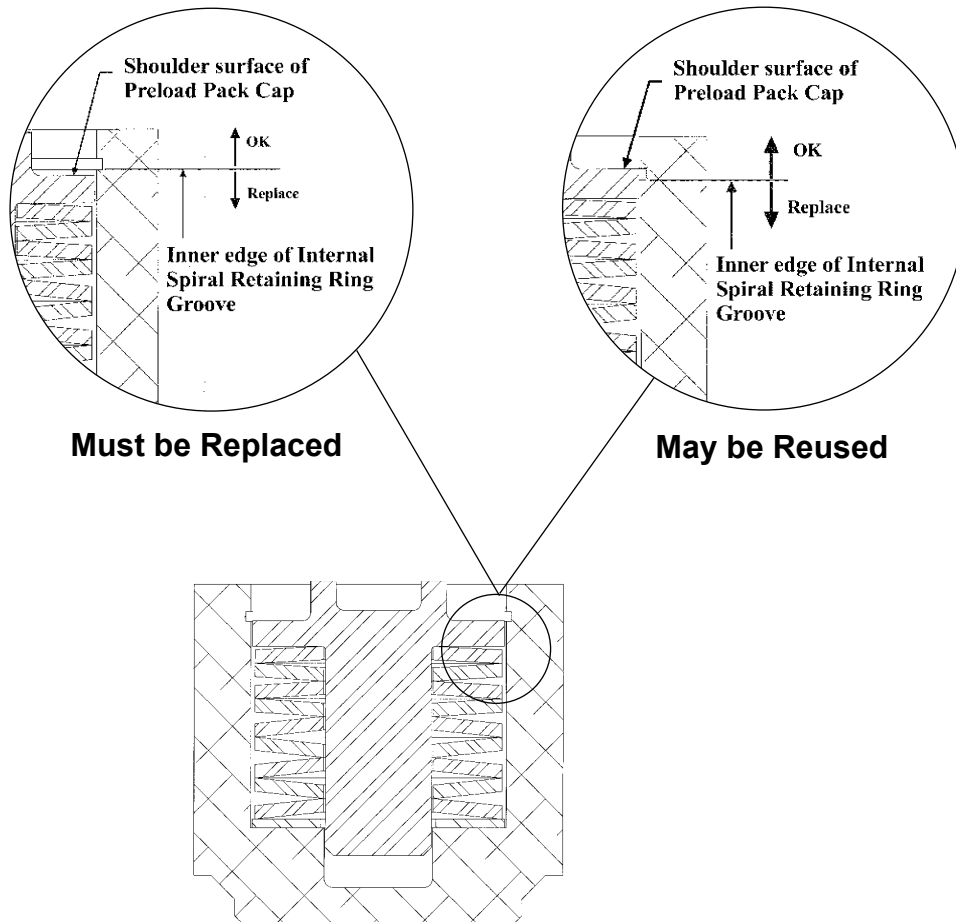 Shoulder surface of
Preload Pack Cap
OK
Replace
Inner edge of Internal
Spiral Retaining Ring
Groove
Must be Replaced
Shoulder surface of
Preload Pack Cap
OK
Replace
Inner edge of Internal
Spiral Retaining Ring
Groove
May be Reused